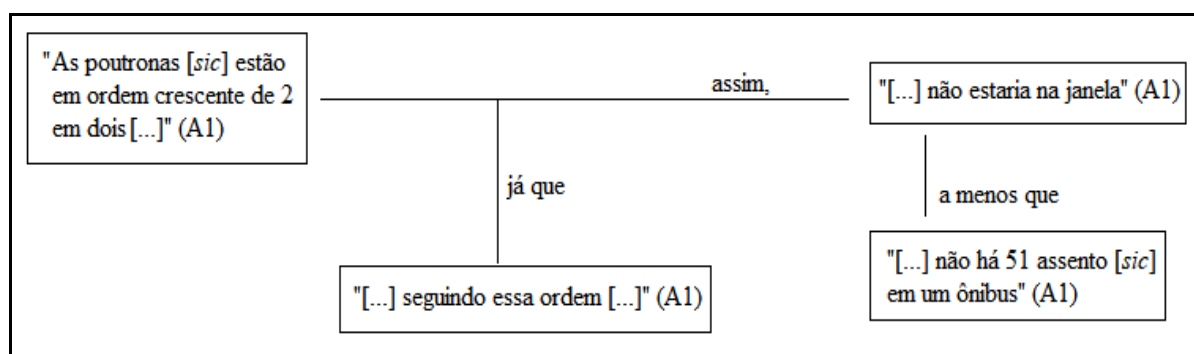 "As poutronas [sic] estão
em ordem crescente de 2
em dois [...]" (A1)
assim,
"[...] não estaria na janela" (A1)
já que
a menos que
"[...] seguindo essa ordem [...]" (A1)
"[...] não há 51 assento [sic]
em um ônibus" (A1)